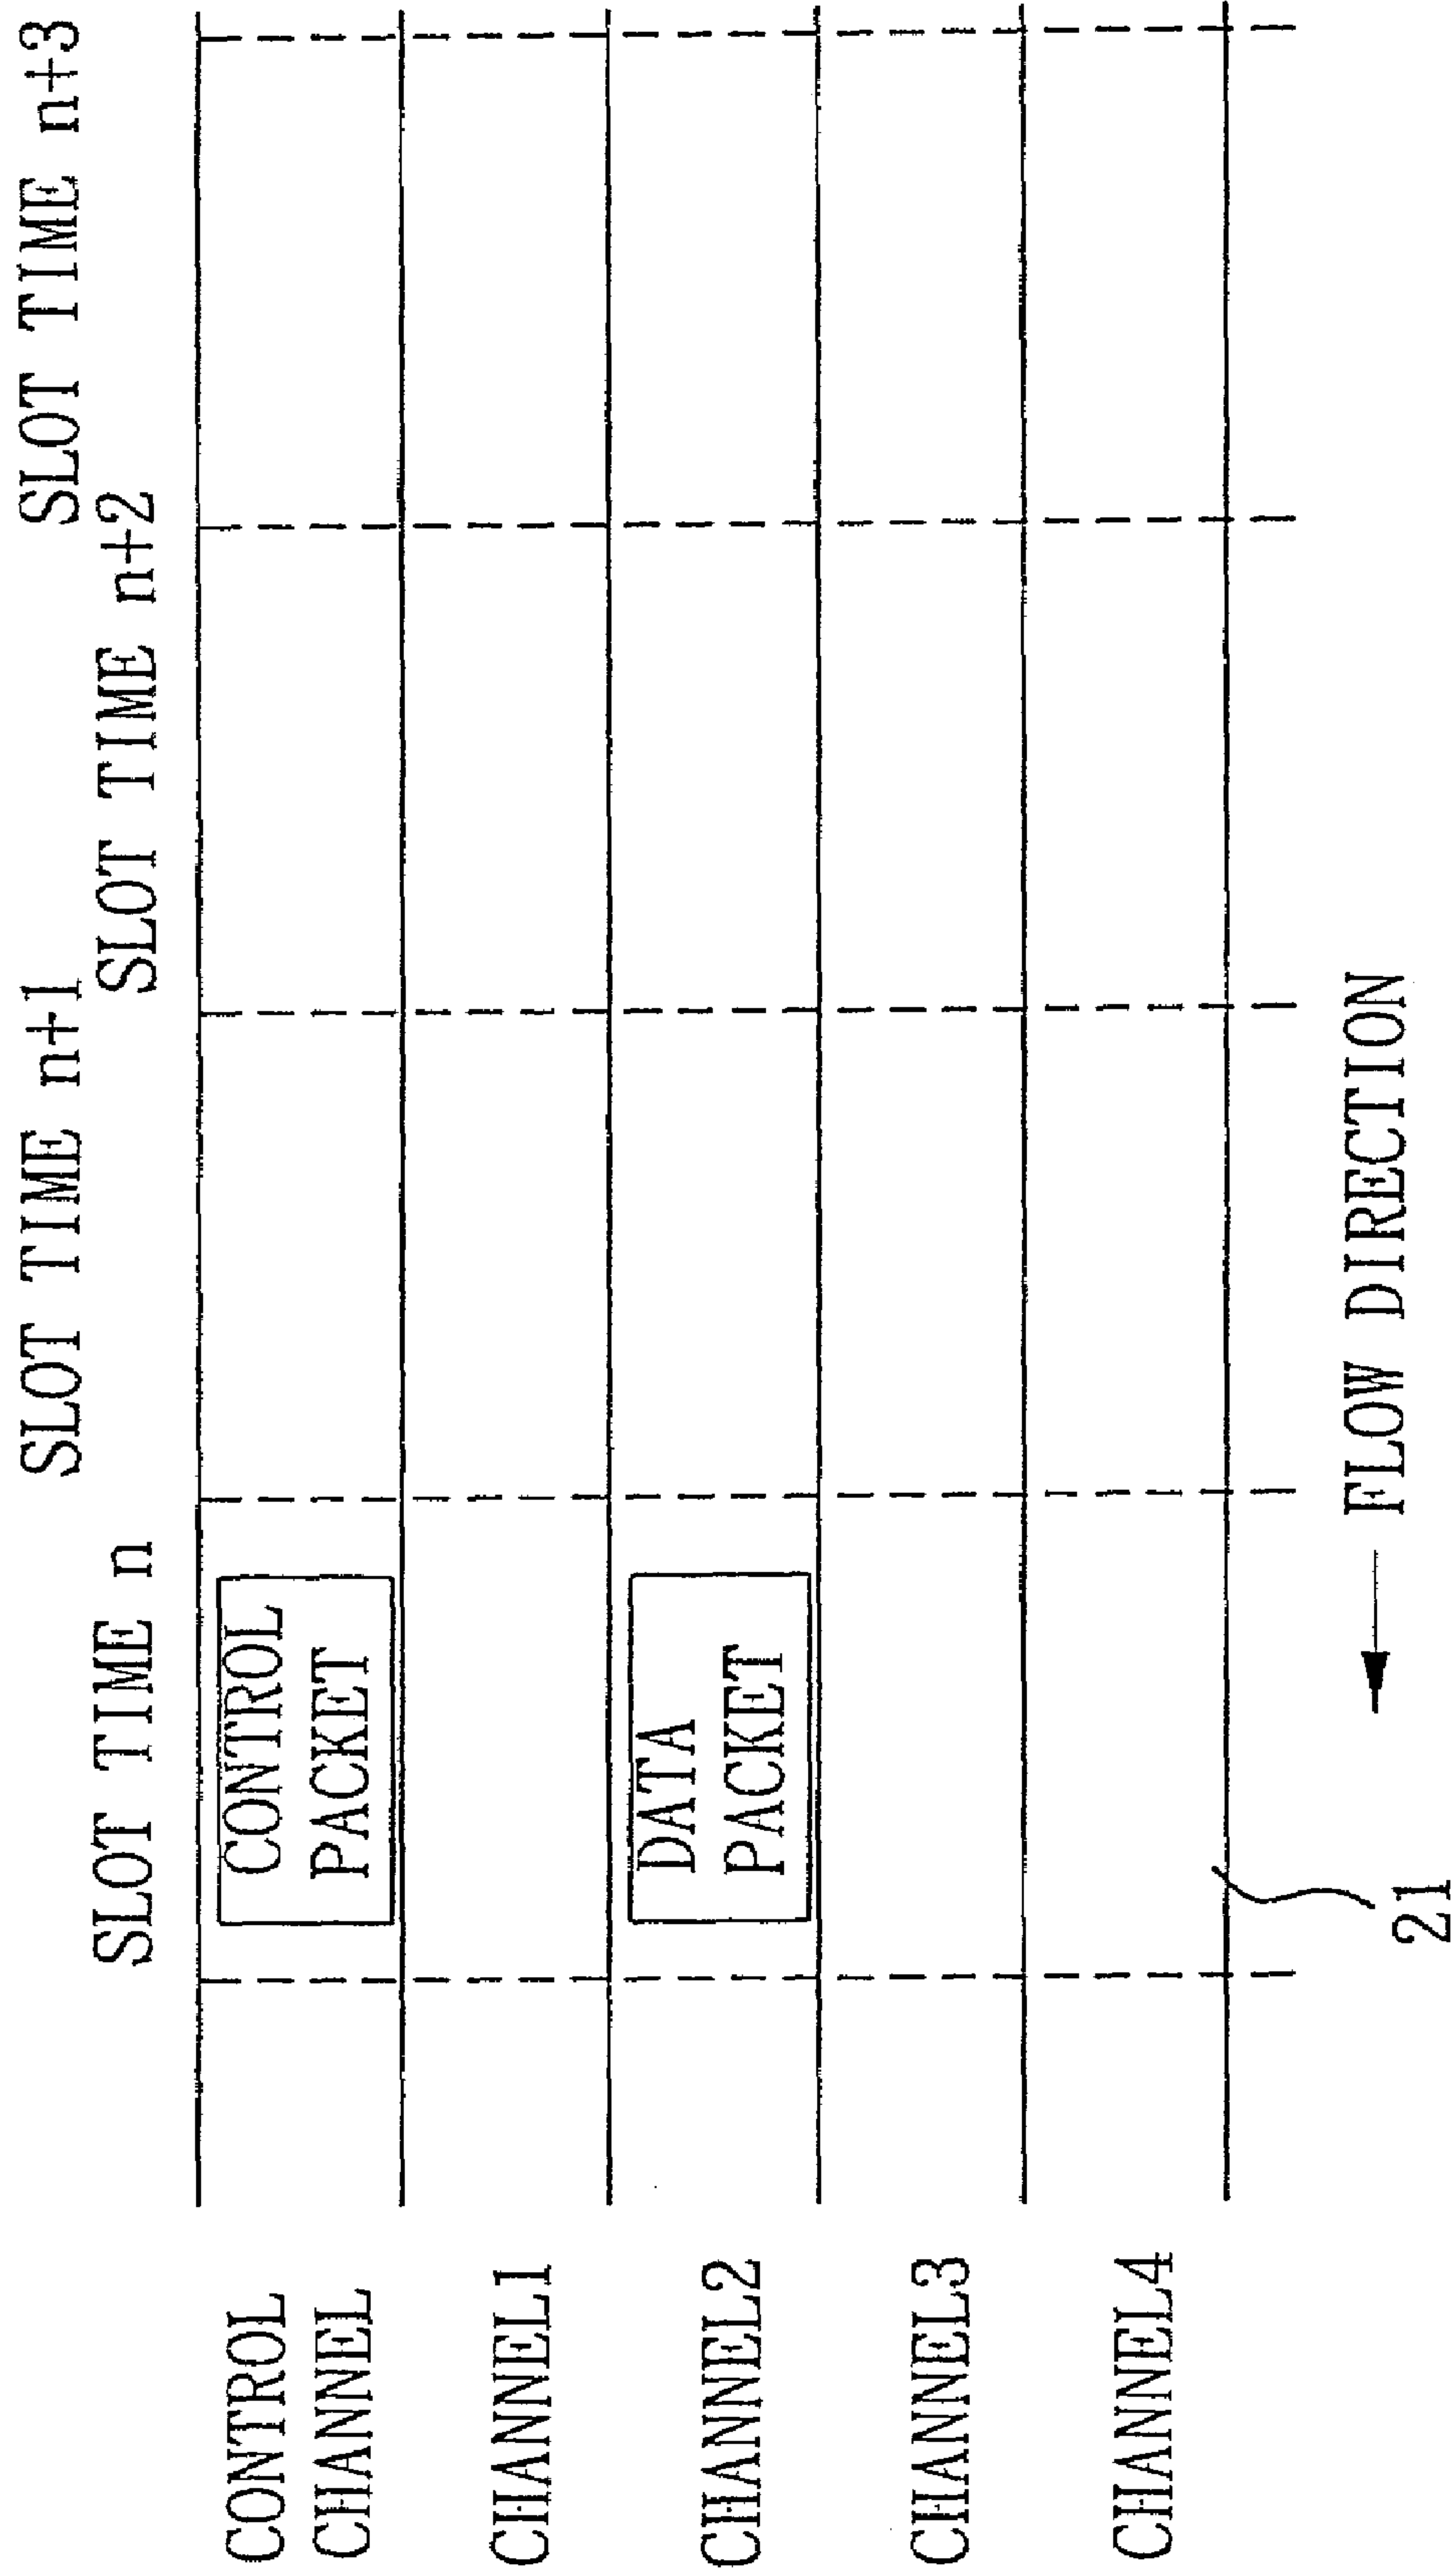 SLOT TIME n
SLOT TIME n+1
SLOT TIME n+2
SLOT TIME n+3
CONTROL
CHANNEL
CONTROL
PACKET
CHANNEL1
CHANNEL2
DATA
PACKET
CHANNEL3
CHANNEL4
FLOW DIRECTION
21